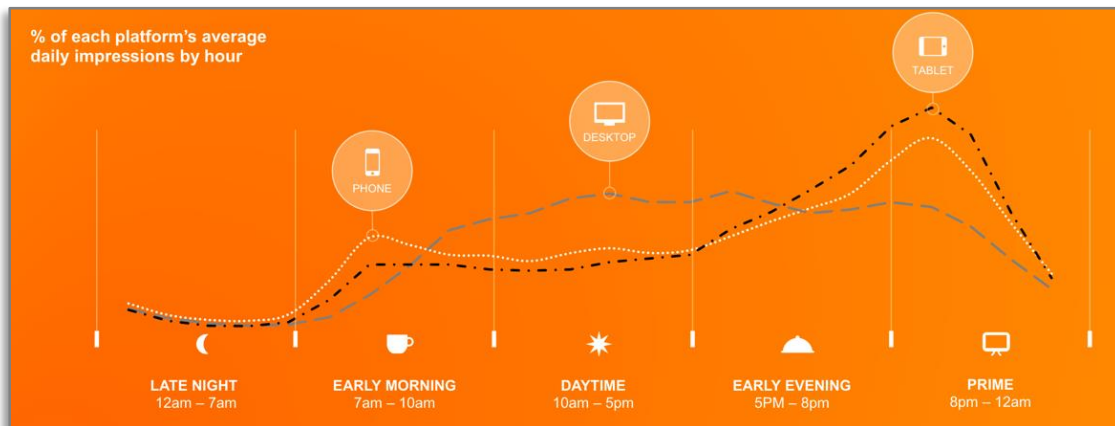 % of each platform's average
daily impressions by hour
PHONE
DESKTOP
TABLET
LATE NIGHT
12am – 7am
EARLY MORNING
7am – 10am
DAYTIME
10am – 5pm
EARLY EVENING
5PM – 8pm
PRIME
8pm – 12am